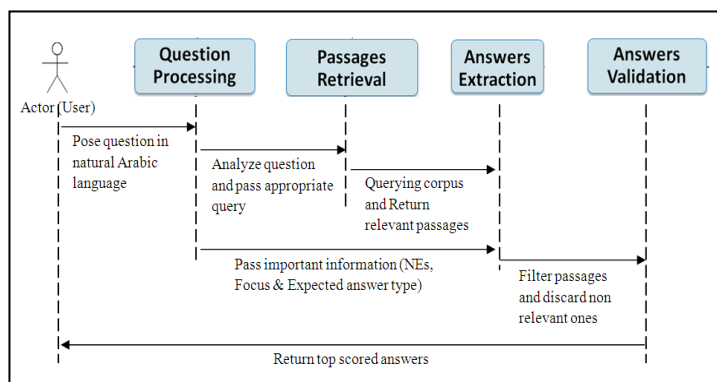 Question
Processing
Passages
Retrieval
Answers
Extraction
Answers
Validation
Actor (User)
Pose question in
natural Arabic
language
Analyze question
and pass appropriate
query
Querying corpus
and Return
relevant passages
Pass important information (NEs,
Focus & Expected answer type)
Filter passages
and discard non
relevant ones
Return top scored answers